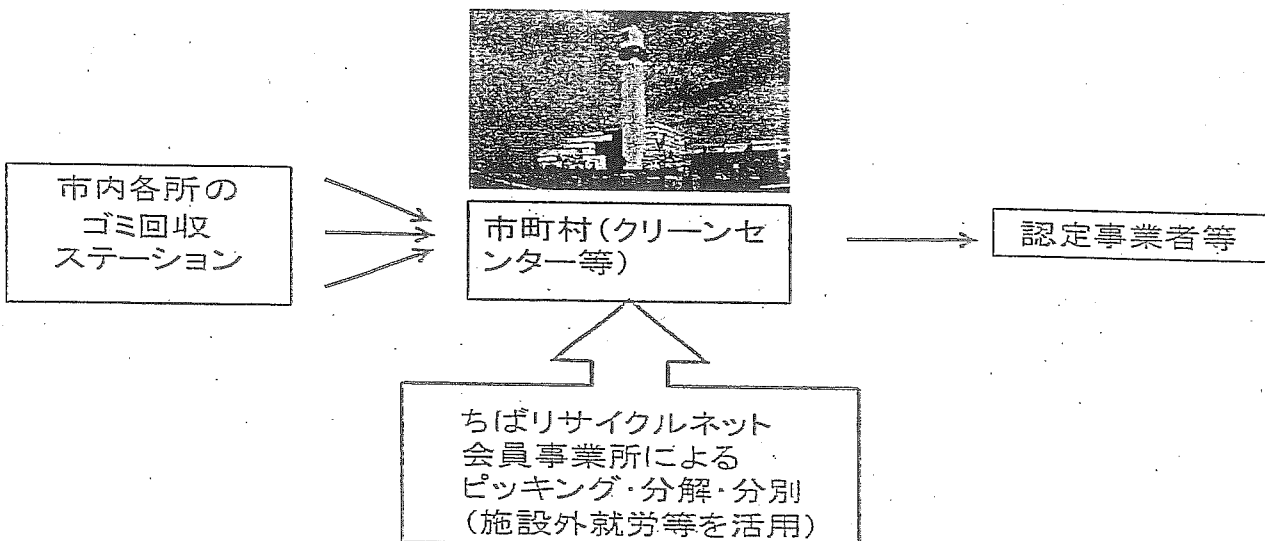 市内各所の
ゴミ回収
ステーション
市町村(クリーンセ
ンター等)
認定事業者等
ちばリサイクルネット
会員事業所による
ピッキング・分解・分別
(施設外就労等を活用)